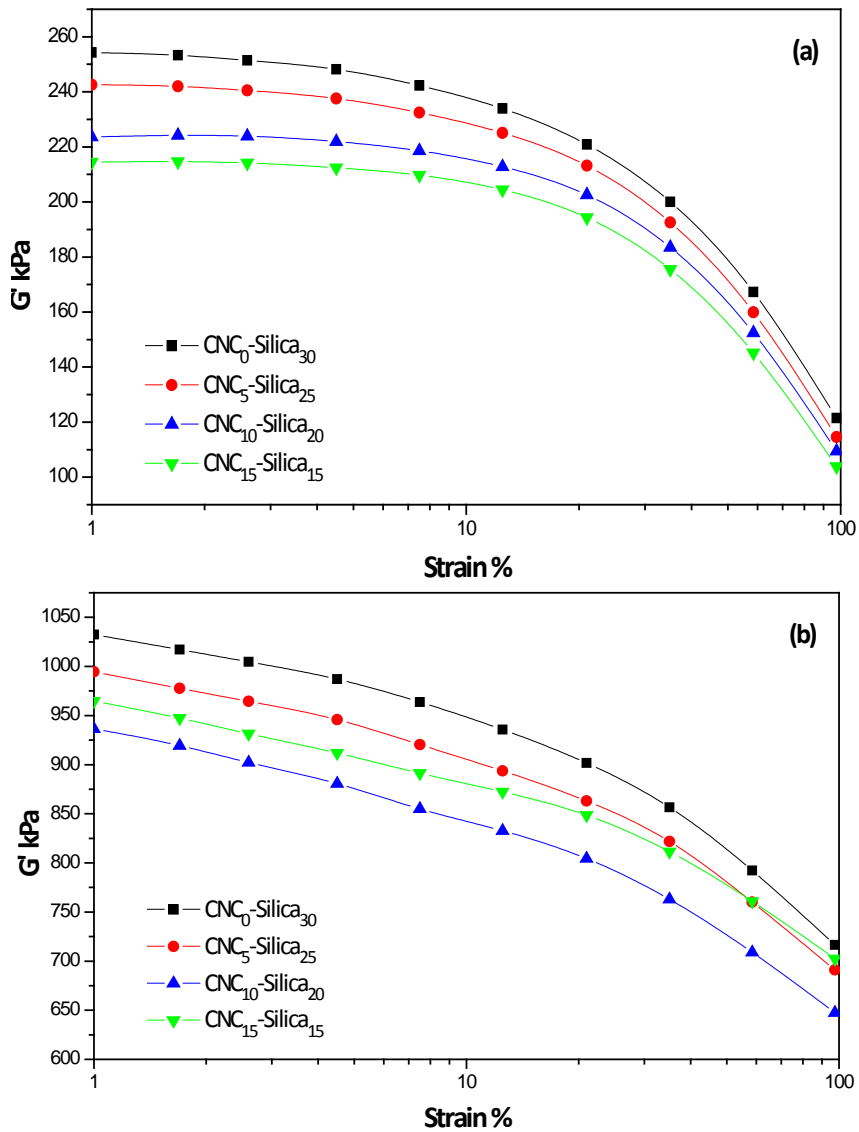 260
(a)
240
220
200
180
160
140
120
100
G' kPa
CNC₀-Silica₃₀
CNC₅-Silica₂₅
CNC₁₀-Silica₂₀
CNC₁₅-Silica₁₅
1 10 100
Strain %
1050
(b)
1000
950
900
850
800
750
700
650
600
G' kPa
CNC₀-Silica₃₀
CNC₅-Silica₂₅
CNC₁₀-Silica₂₀
CNC₁₅-Silica₁₅
1 10 100
Strain %